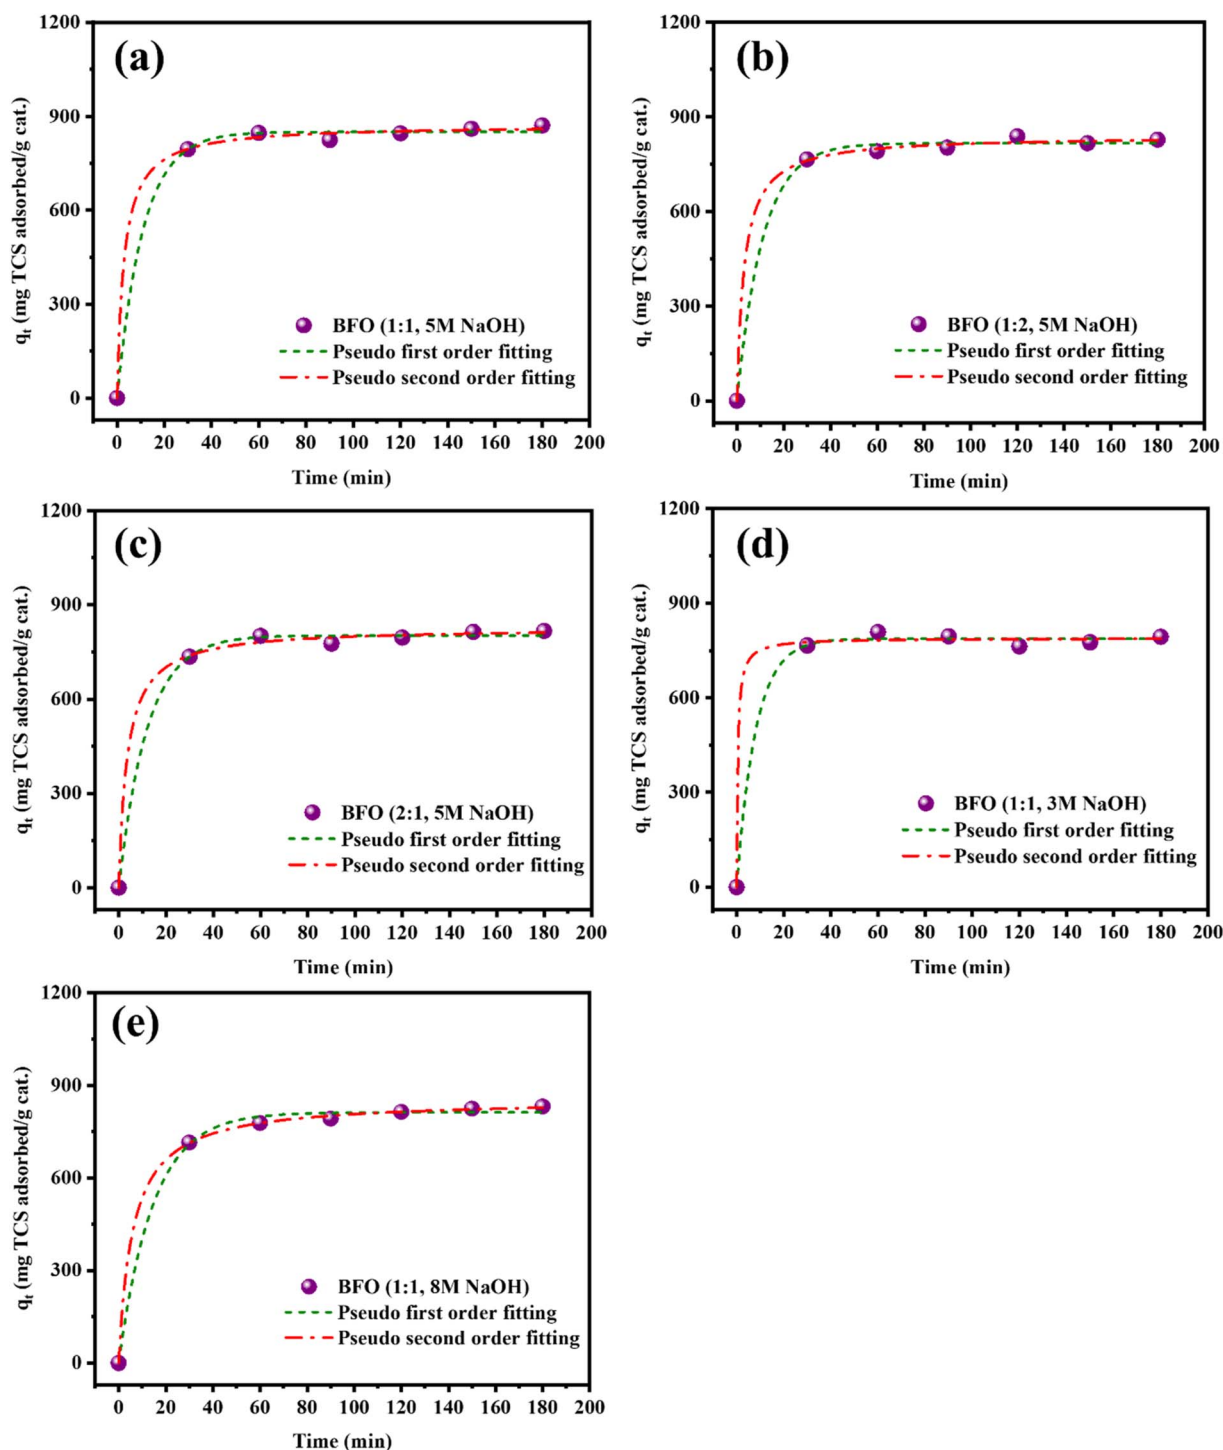 (a)
1200
900
600
300
0
qt (mg TCS adsorbed/g cat.)
BFO (1:1, 5M NaOH)
Pseudo first order fitting
Pseudo second order fitting
0 20 40 60 80 100 120 140 160 180 200
Time (min)
(b)
1200
900
600
300
0
qt (mg TCS adsorbed/g cat.)
BFO (1:2, 5M NaOH)
Pseudo first order fitting
Pseudo second order fitting
0 20 40 60 80 100 120 140 160 180 200
Time (min)
(c)
1200
900
600
300
0
qt (mg TCS adsorbed/g cat.)
BFO (2:1, 5M NaOH)
Pseudo first order fitting
Pseudo second order fitting
0 20 40 60 80 100 120 140 160 180 200
Time (min)
(d)
1200
900
600
300
0
qt (mg TCS adsorbed/g cat.)
BFO (1:1, 3M NaOH)
Pseudo first order fitting
Pseudo second order fitting
0 20 40 60 80 100 120 140 160 180 200
Time (min)
(e)
1200
900
600
300
0
qt (mg TCS adsorbed/g cat.)
BFO (1:1, 8M NaOH)
Pseudo first order fitting
Pseudo second order fitting
0 20 40 60 80 100 120 140 160 180 200
Time (min)